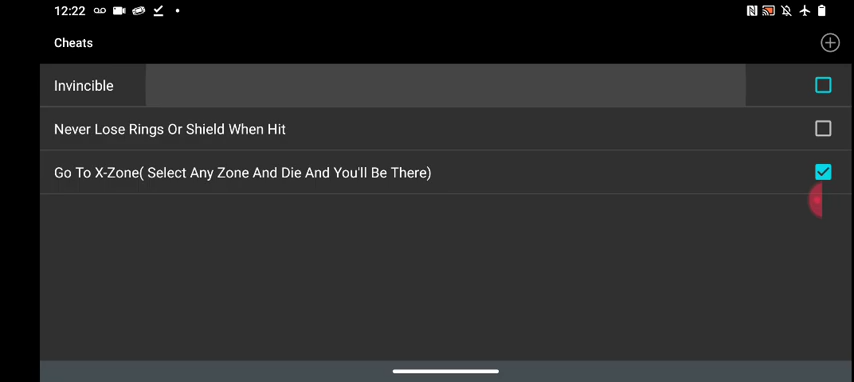 12:22
Cheats
Invincible
Never Lose Rings Or Shield When Hit
Go To X-Zone( Select Any Zone And Die And You'll Be There)